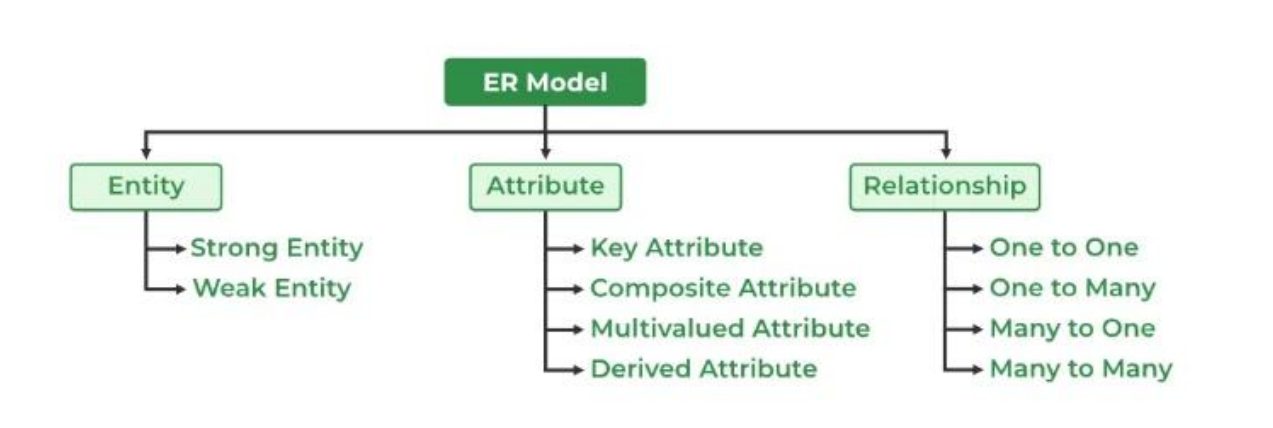 ER Model
Entity
Strong Entity
Weak Entity
Attribute
Key Attribute
Composite Attribute
Multivalued Attribute
Derived Attribute
Relationship
One to One
One to Many
Many to One
Many to Many